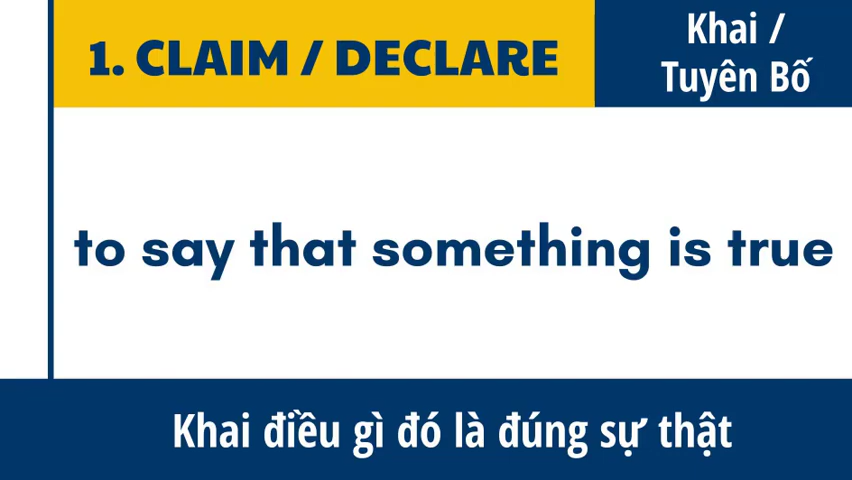 1. CLAIM / DECLARE
Khai /
Tuyên Bố
to say that something is true
Khai điều gì đó là đúng sự thật